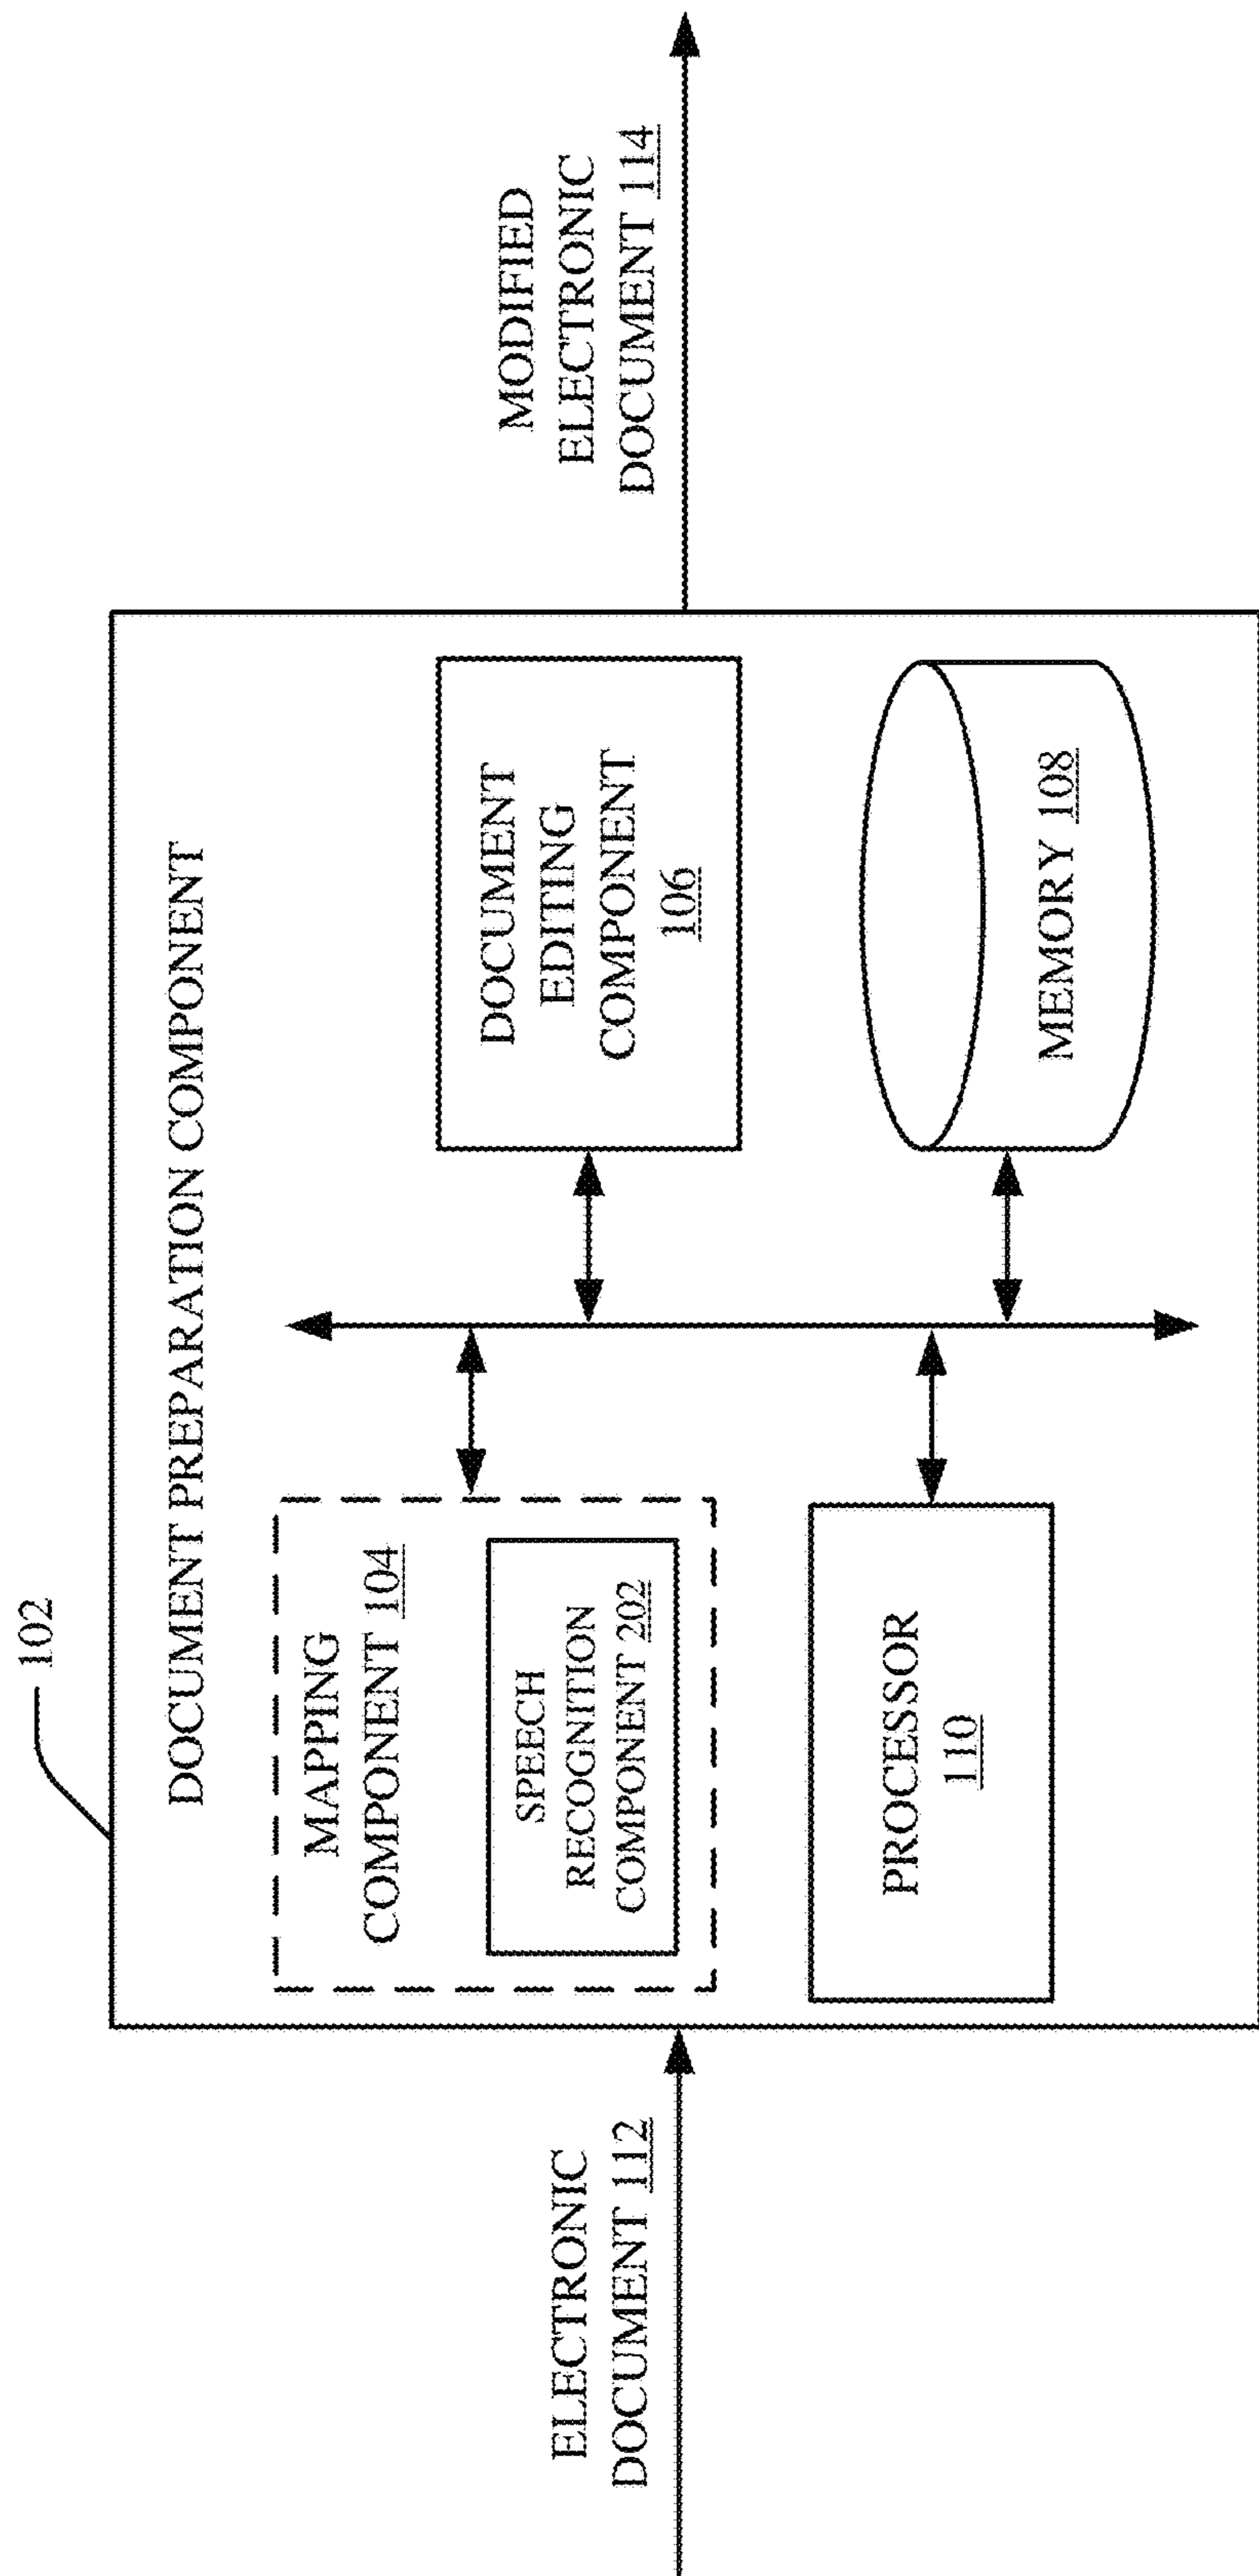 102
DOCUMENT PREPARATION COMPONENT
MAPPING
COMPONENT 104
SPEECH
RECOGNITION
COMPONENT 202
DOCUMENT
EDITING
COMPONENT
106
PROCESSOR
110
MEMORY 108
ELECTRONIC
DOCUMENT 112
MODIFIED
ELECTRONIC
DOCUMENT 114